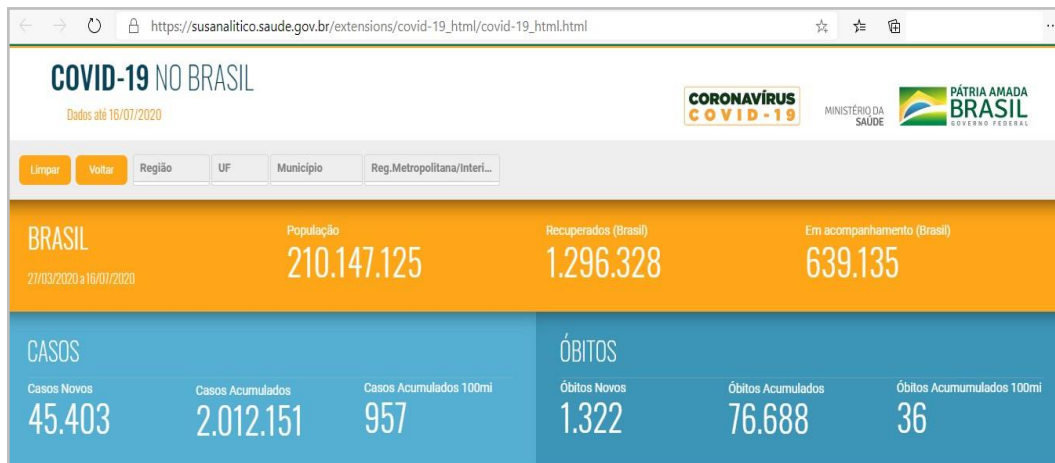 https://susanalitico.saude.gov.br/extensions/covid-19_html/covid-19_html.html
COVID-19 NO BRASIL
Dados até 16/07/2020
CORONAVÍRUS
COVID-19
MINISTÉRIO DA
SAÚDE
PÁTRIA AMADA
BRASIL
GOVERNO FEDERAL
Limpar Voltar Região UF Município Reg.Metropolitana/Interi...
BRASIL
27/03/2020 a 16/07/2020
População
210.147.125
Recuperados (Brasil)
1.296.328
Em acompanhamento (Brasil)
639.135
CASOS
Casos Novos
45.403
Casos Acumulados
2.012.151
Casos Acumulados 100mi
957
ÓBITOS
Óbitos Novos
1.322
Óbitos Acumulados
76.688
Óbitos Acumumulados 100mi
36